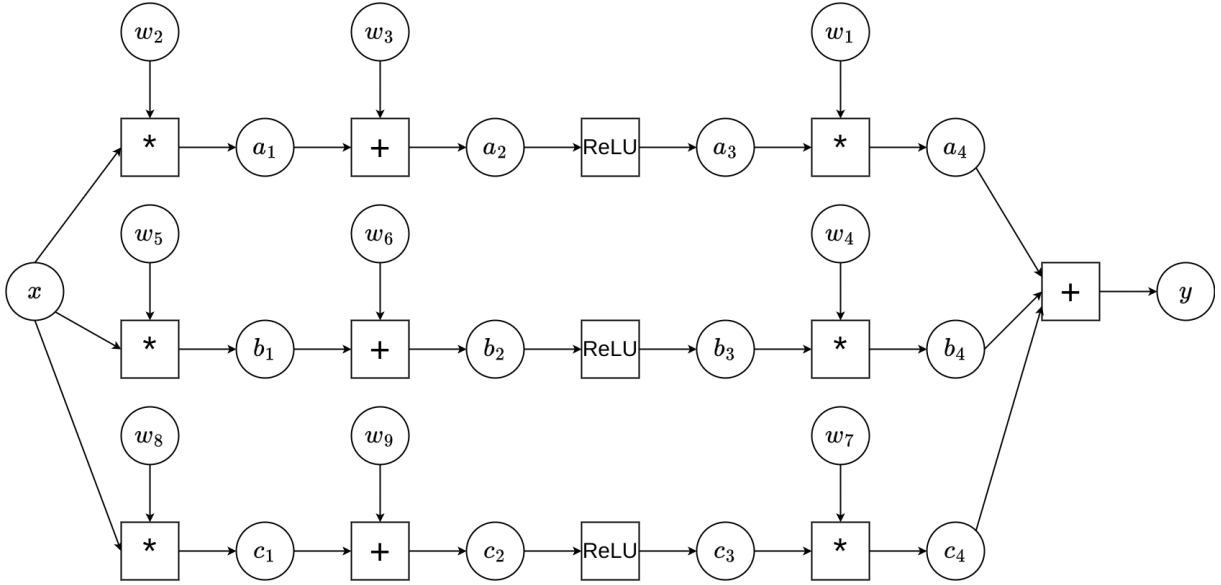 w₂ w₃ w₁
* a₁ + a₂ ReLU a₃ * a₄
w₅ w₆ w₄
x + y
* b₁ + b₂ ReLU b₃ * b₄
w₈ w₉ w₇
* c₁ + c₂ ReLU c₃ * c₄